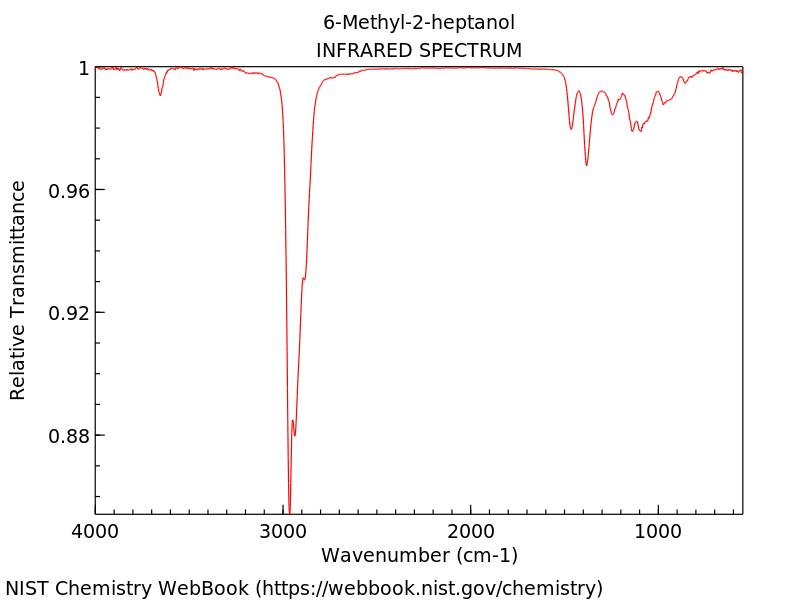 6-Methyl-2-heptanol
INFRARED SPECTRUM
1
0.96
0.92
0.88
Relative Transmittance
4000 3000 2000 1000
Wavenumber (cm-1)
NIST Chemistry WebBook (https://webbook.nist.gov/chemistry)